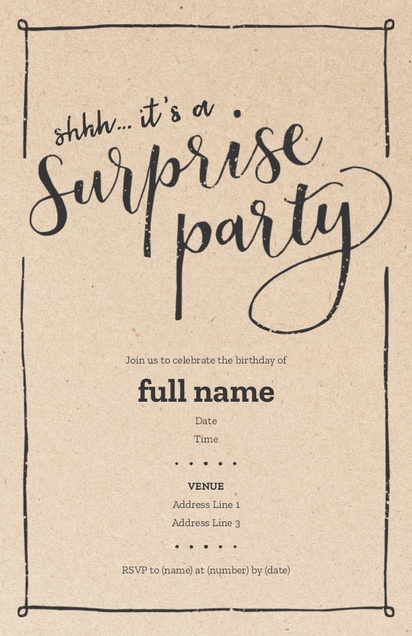 shhh... it's a
Surprise
party
Join us to celebrate the birthday of
full name
Date
Time
VENUE
Address Line 1
Address Line 3
RSVP to (name) at (number) by (date)